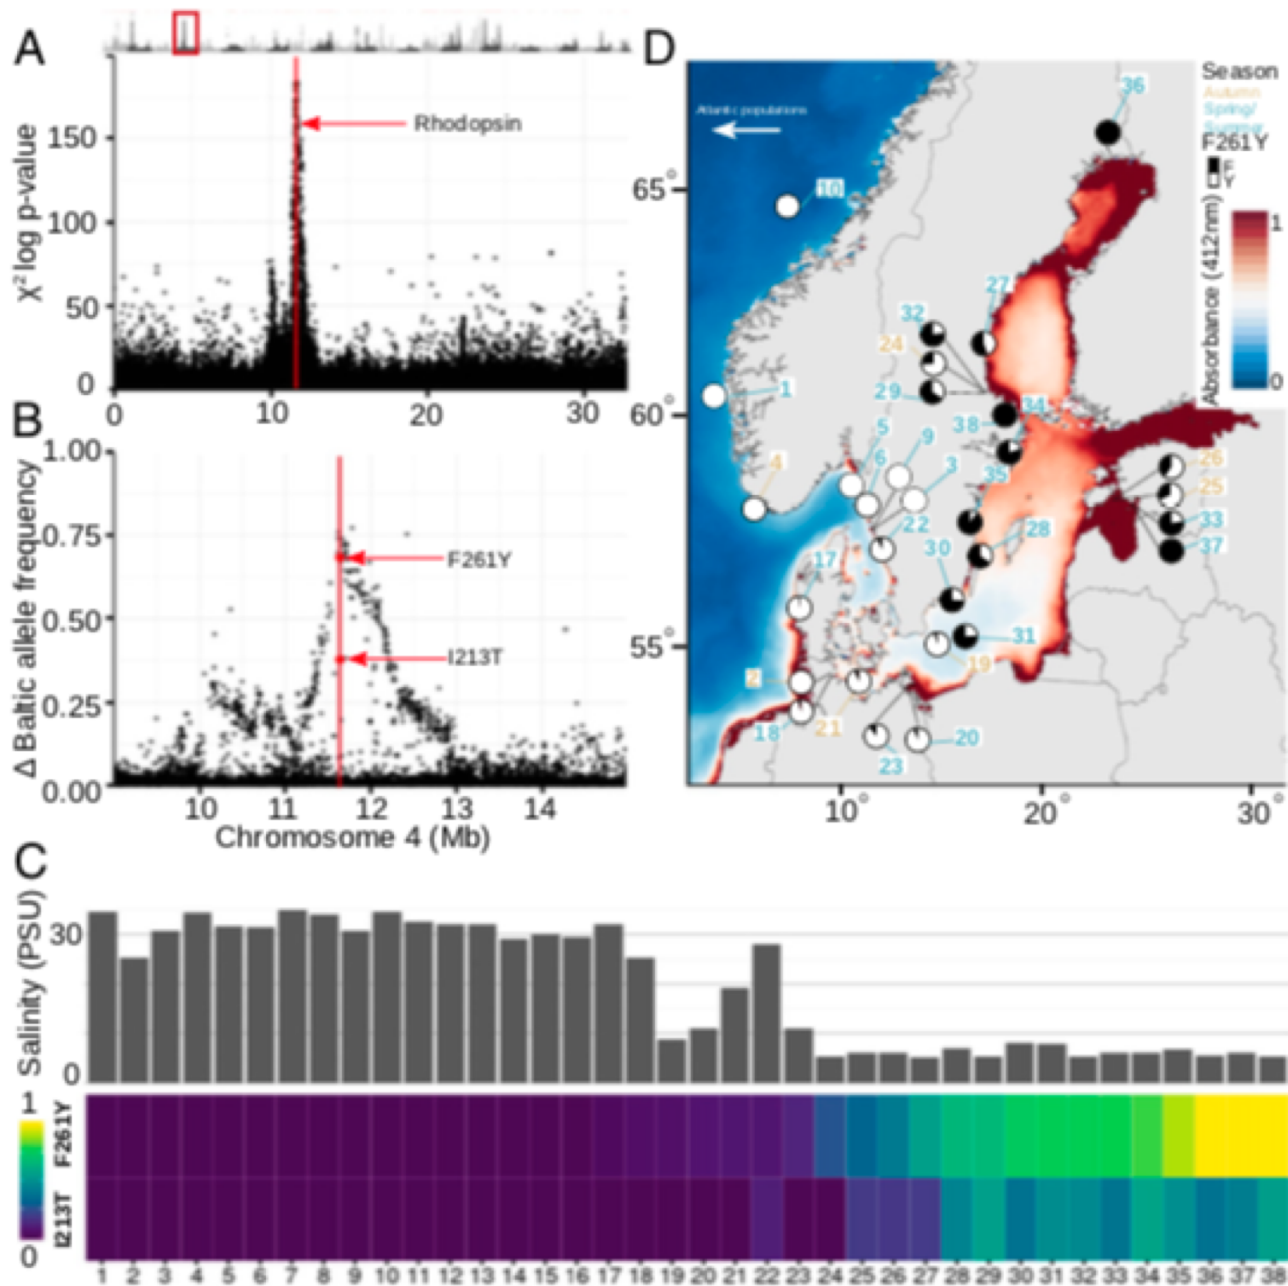 A
150
100
50
0
χ² log p-value
Rhodopsin
0 10 20 30
B
1.00
0.75
0.50
0.25
0.00
Δ Baltic allele frequency
F261Y
I213T
10 11 12 13 14
Chromosome 4 (Mb)
D
Atlantic populations
Season
Autumn
Spring/
Summer
F261Y
F
Y
Absorbance (412nm)
1
0
65°
60°
55°
10° 20° 30°
36
10
27
32
24
29
1
34
38
5
9
6
3
4
35
26
25
33
37
22
30
28
17
31
19
2
21
18
20
23
C
Salinity (PSU)
30
0
1
0
F261Y
I213T
1 2 3 4 5 6 7 8 9 10 11 12 13 14 15 16 17 18 19 20 21 22 23 24 25 26 27 28 29 30 31 32 33 34 35 36 37 38